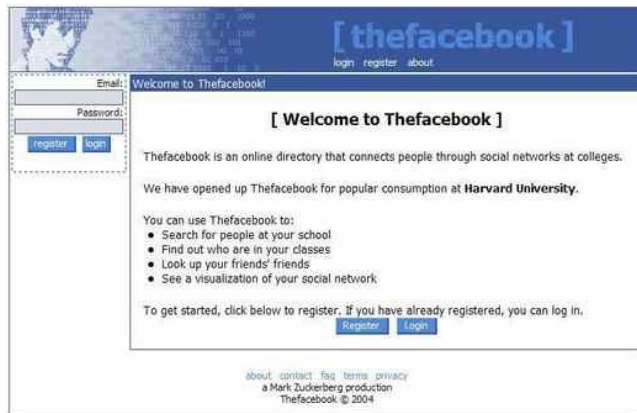 [ thefacebook ]
login register about
Email:
Password:
register login
Welcome to Thefacebook!
[ Welcome to Thefacebook ]
Thefacebook is an online directory that connects people through social networks at colleges.
We have opened up Thefacebook for popular consumption at Harvard University.
You can use Thefacebook to:
• Search for people at your school
• Find out who are in your classes
• Look up your friends' friends
• See a visualization of your social network
To get started, click below to register. If you have already registered, you can log in.
Register Login
about contact faq terms privacy
a Mark Zuckerberg production
Thefacebook © 2004